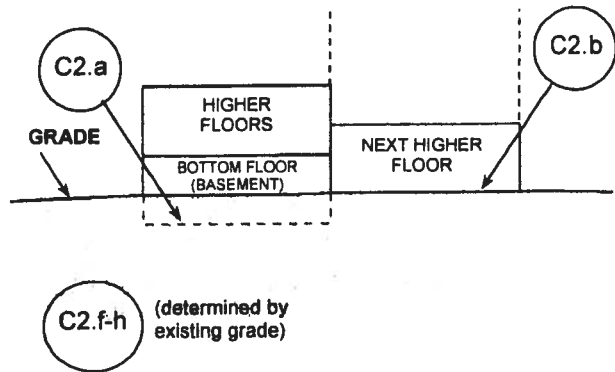 C2.a
C2.b
HIGHER
FLOORS
GRADE
BOTTOM FLOOR
(BASEMENT)
NEXT HIGHER
FLOOR
C2.f-h
(determined by
existing grade)